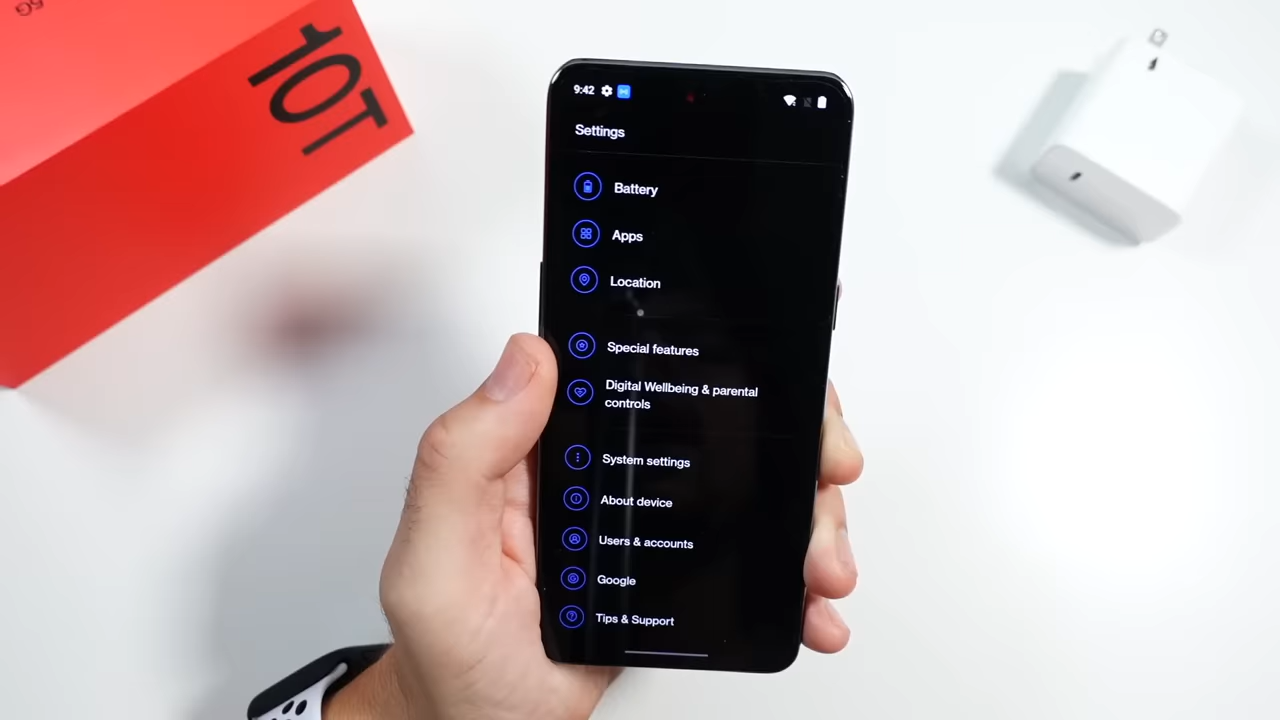 5G
10T
9:42
Settings
Battery
Apps
Location
Special features
Digital Wellbeing & parental
controls
System settings
About device
Users & accounts
Google
Tips & Support